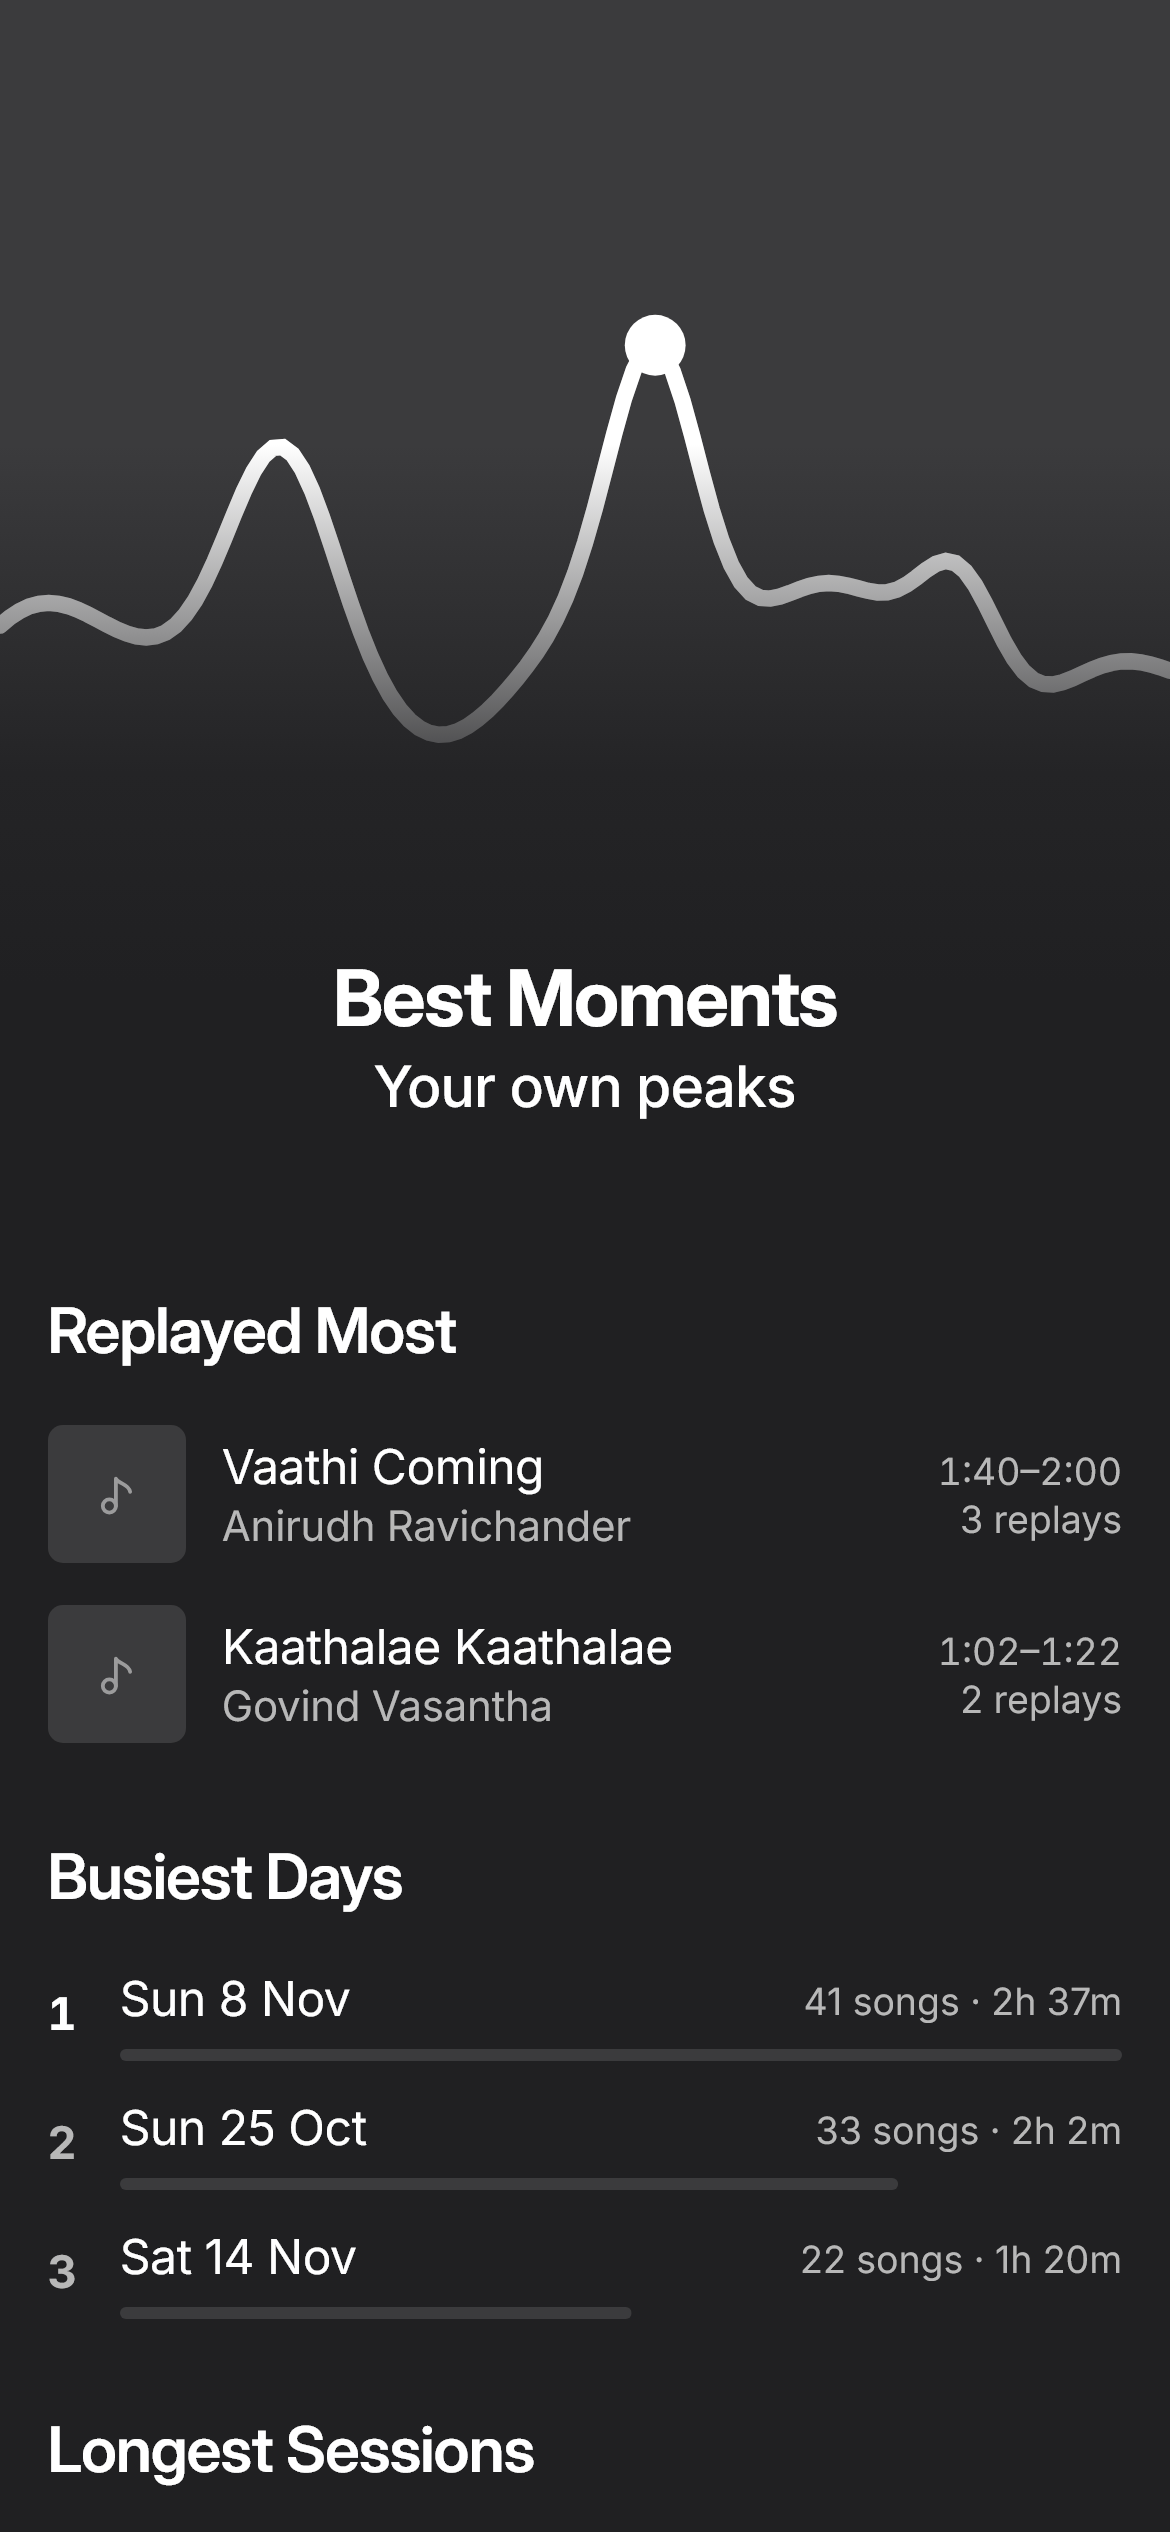 Best Moments
Your own peaks
Replayed Most
Vaathi Coming
Anirudh Ravichander
1:40–2:00
3 replays
Kaathalae Kaathalae
Govind Vasantha
1:02–1:22
2 replays
Busiest Days
1 Sun 8 Nov 41 songs · 2h 37m
2 Sun 25 Oct 33 songs · 2h 2m
3 Sat 14 Nov 22 songs · 1h 20m
Longest Sessions